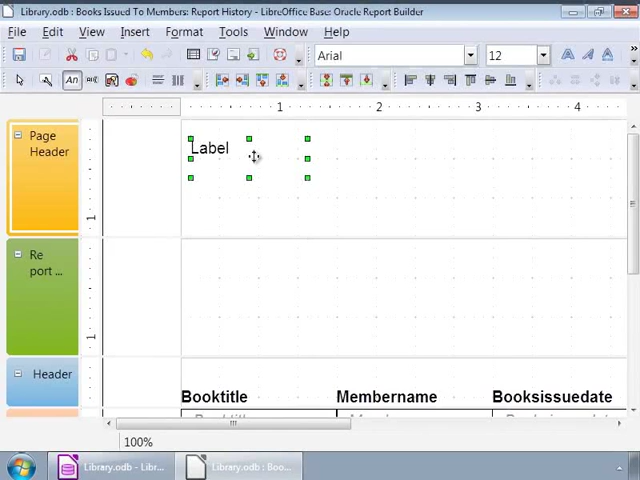 Library.odb : Books Issued To Members: Report History - LibreOffice Base: Oracle Report Builder
File Edit View Insert Format Tools Window Help
Arial 12
1 2 3 4
Page Header
1
Re port ...
1
Header
Label
Booktitle Membername Booksissuedate
100%
Library.odb - Libr... Library.odb : Boo...